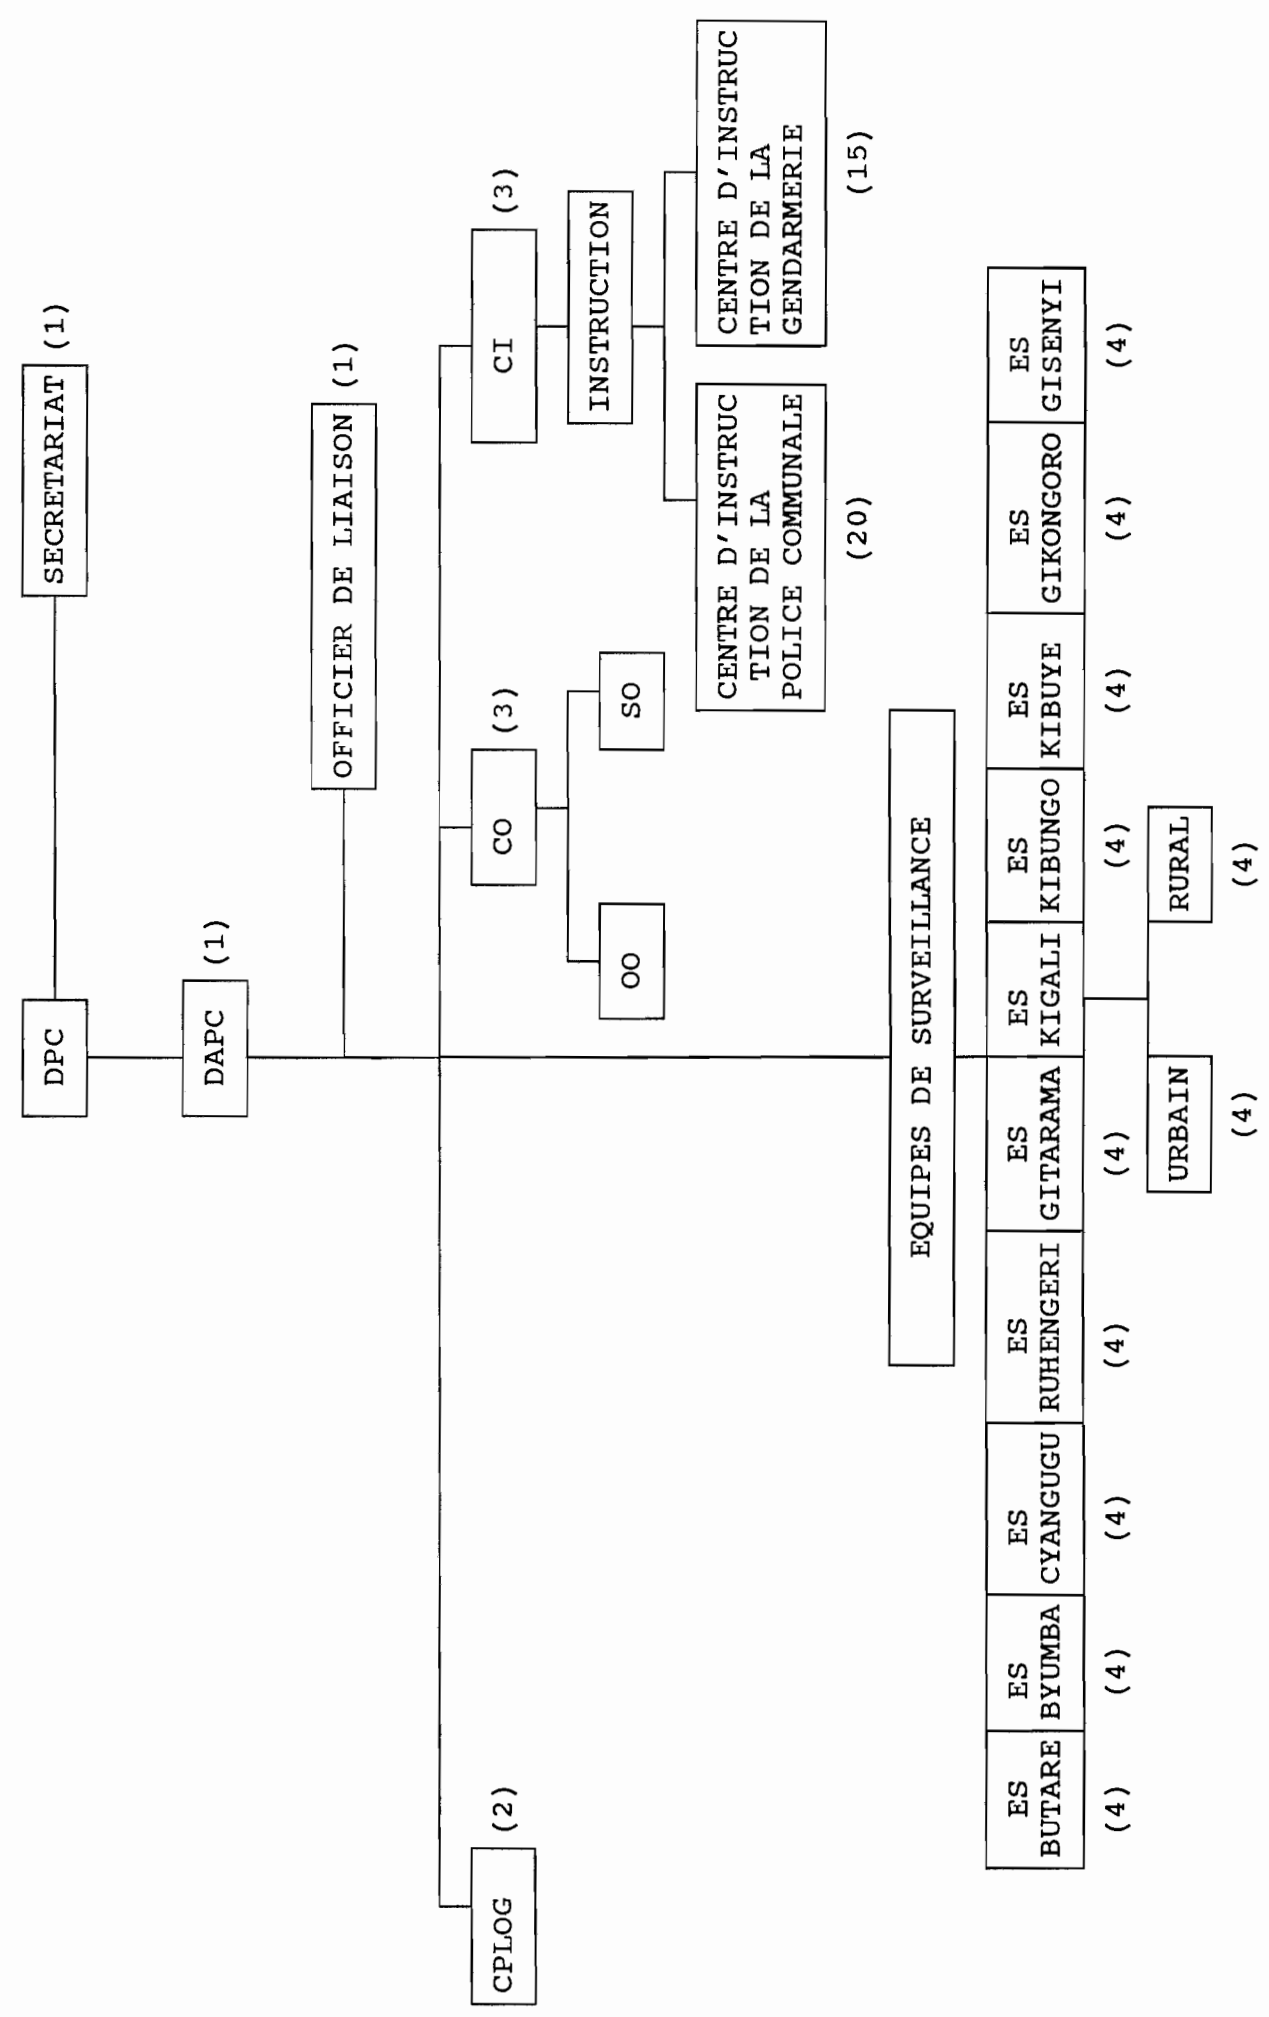 DPC
SECRETARIAT (1)
DAPC (1)
OFFICIER DE LIAISON (1)
CPLOG (2)
CO (3)
CI (3)
INSTRUCTION
OO
SO
CENTRE D'INSTRUC
TION DE LA
POLICE COMMUNALE
(20)
CENTRE D'INSTRUC
TION DE LA
GENDARMERIE
(15)
EQUIPES DE SURVEILLANCE
ES
BUTARE
(4)
ES
BYUMBA
(4)
ES
CYANGUGU
(4)
ES
RUHENGERI
(4)
ES
GITARAMA
(4)
ES
KIGALI
ES
KIBUNGO
(4)
ES
KIBUYE
(4)
ES
GIKONGORO
(4)
ES
GISENYI
(4)
URBAIN
(4)
RURAL
(4)